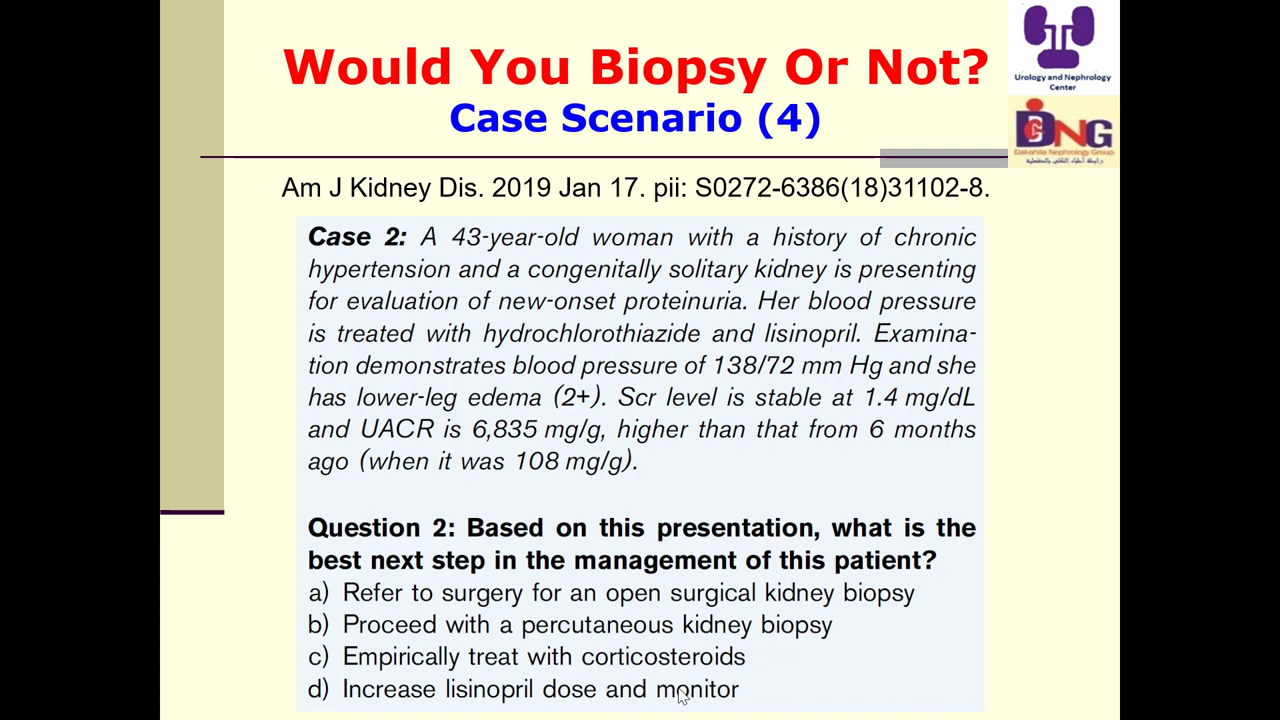 Would You Biopsy Or Not?
Case Scenario (4)
Urology and Nephrology
Center
DNG
Dakahlia Nephrology Group
Am J Kidney Dis. 2019 Jan 17. pii: S0272-6386(18)31102-8.
Case 2: A 43-year-old woman with a history of chronic
hypertension and a congenitally solitary kidney is presenting
for evaluation of new-onset proteinuria. Her blood pressure
is treated with hydrochlorothiazide and lisinopril. Examina-
tion demonstrates blood pressure of 138/72 mm Hg and she
has lower-leg edema (2+). Scr level is stable at 1.4 mg/dL
and UACR is 6,835 mg/g, higher than that from 6 months
ago (when it was 108 mg/g).
Question 2: Based on this presentation, what is the
best next step in the management of this patient?
a) Refer to surgery for an open surgical kidney biopsy
b) Proceed with a percutaneous kidney biopsy
c) Empirically treat with corticosteroids
d) Increase lisinopril dose and monitor